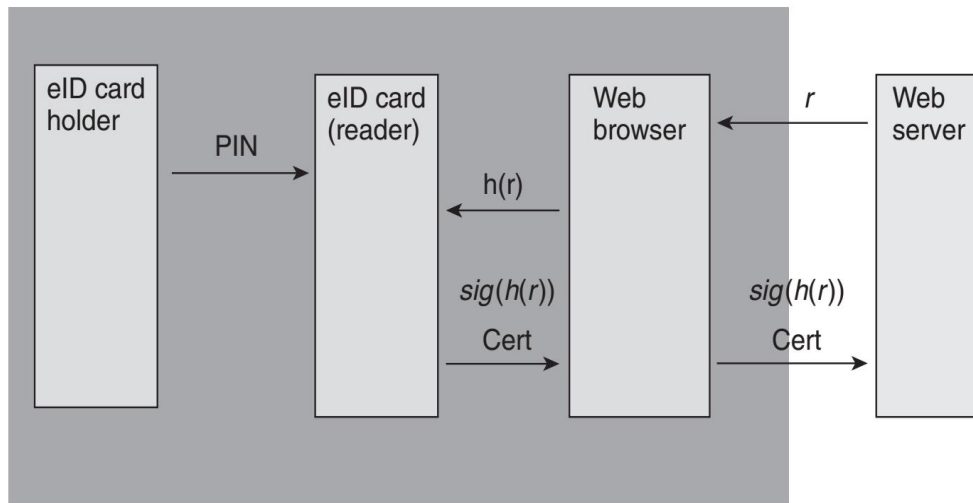 eID card
holder
PIN
eID card
(reader)
h(r)
sig(h(r))
Cert
Web
browser
r
sig(h(r))
Cert
Web
server